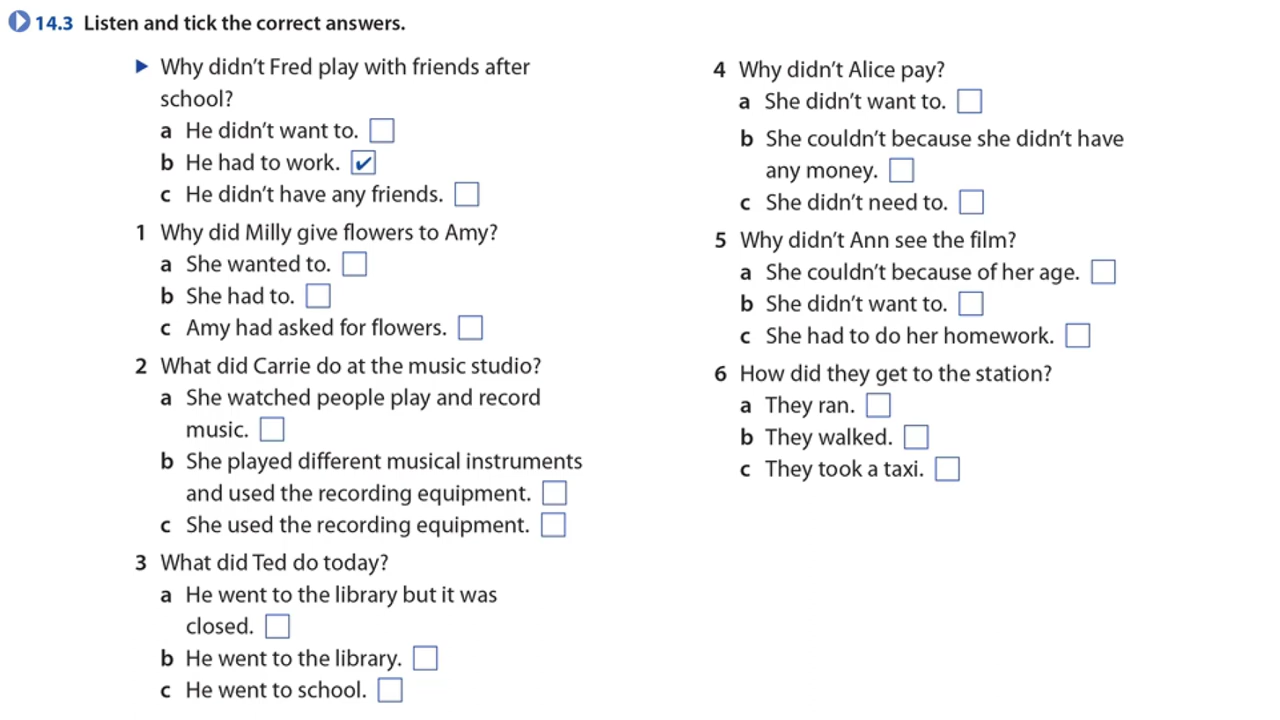 14.3 Listen and tick the correct answers.
▶ Why didn't Fred play with friends after
school?
a He didn't want to.
b He had to work. ✔
c He didn't have any friends.
1 Why did Milly give flowers to Amy?
a She wanted to.
b She had to.
c Amy had asked for flowers.
2 What did Carrie do at the music studio?
a She watched people play and record
music.
b She played different musical instruments
and used the recording equipment.
c She used the recording equipment.
3 What did Ted do today?
a He went to the library but it was
closed.
b He went to the library.
c He went to school.
4 Why didn't Alice pay?
a She didn't want to.
b She couldn't because she didn't have
any money.
c She didn't need to.
5 Why didn't Ann see the film?
a She couldn't because of her age.
b She didn't want to.
c She had to do her homework.
6 How did they get to the station?
a They ran.
b They walked.
c They took a taxi.